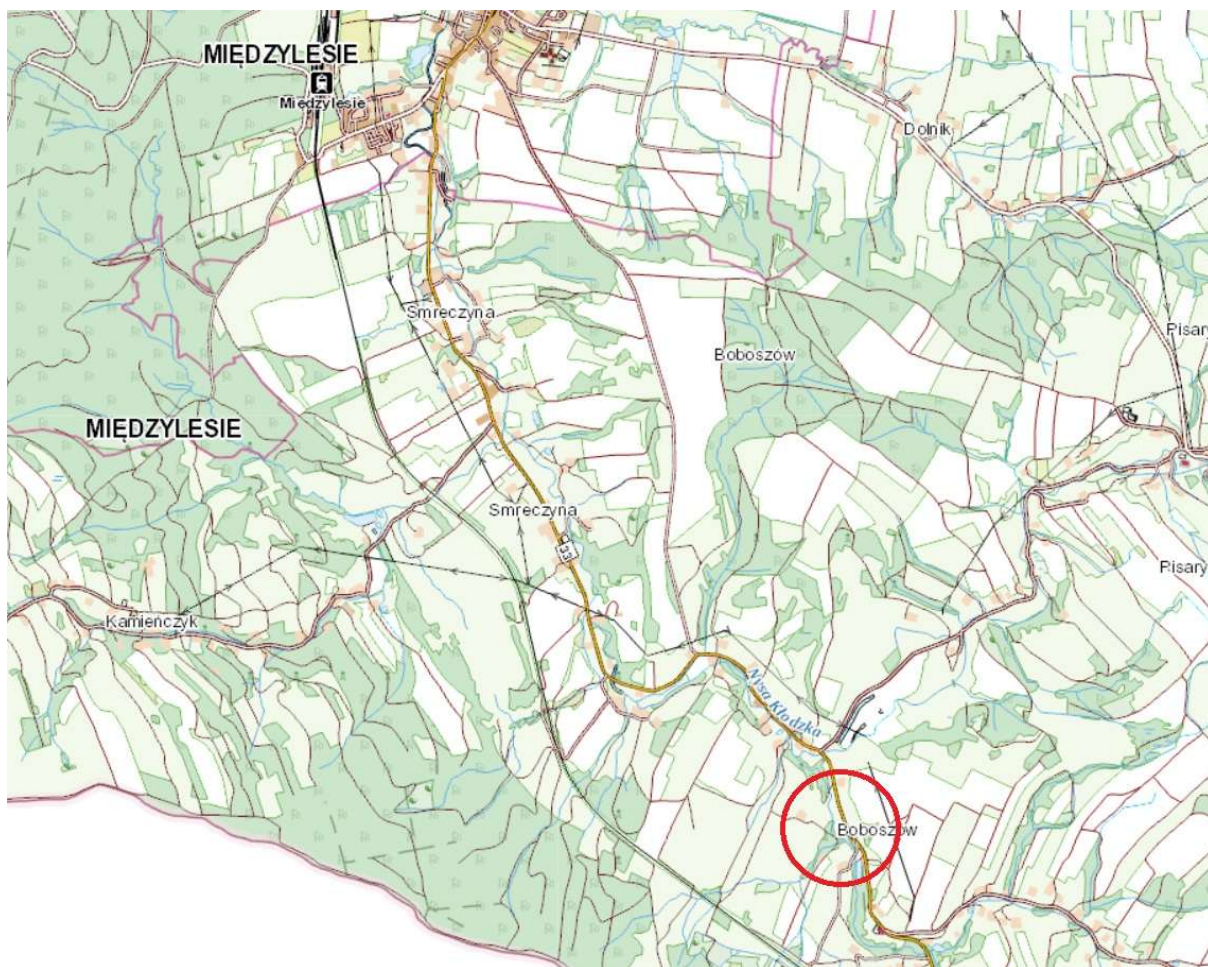 MIĘDZYLESIE
Międzylesie
Dolnik
Smreczyna
Pisary
Boboszów
MIĘDZYLESIE
Smreczyna
33
Pisary
Kamieńczyk
Nysa Kłodzka
Boboszów